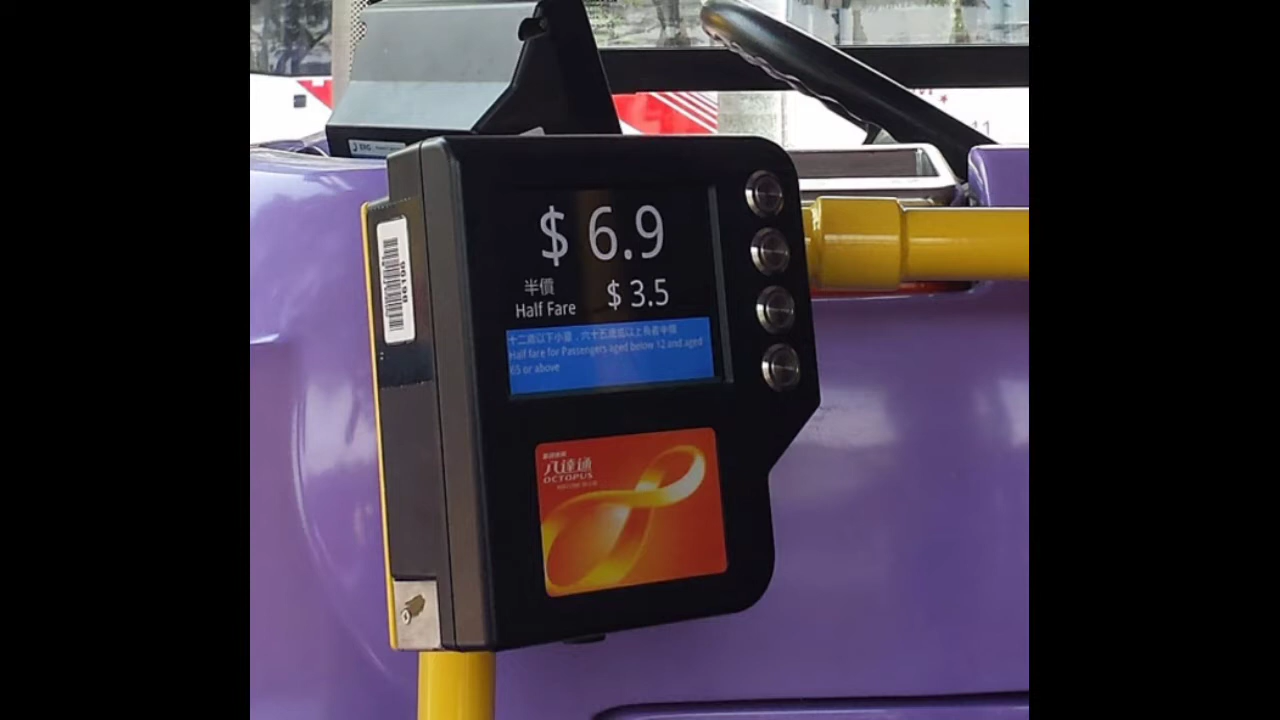 ERG
$ 6.9
半價
Half Fare
$ 3.5
十二歲以下小童，六十五歲或以上長者半價
Half fare for Passengers aged below 12 and aged
65 or above
八達通
OCTOPUS
11